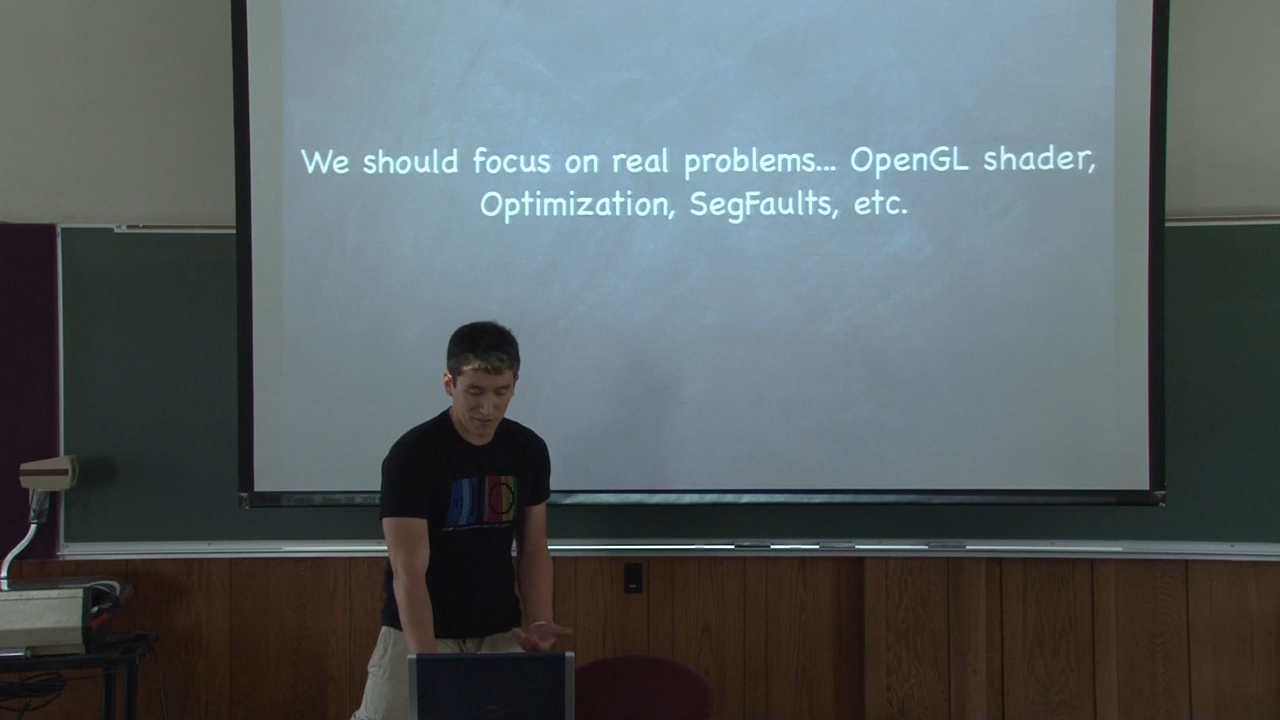 We should focus on real problems... OpenGL shader,
Optimization, SegFaults, etc.